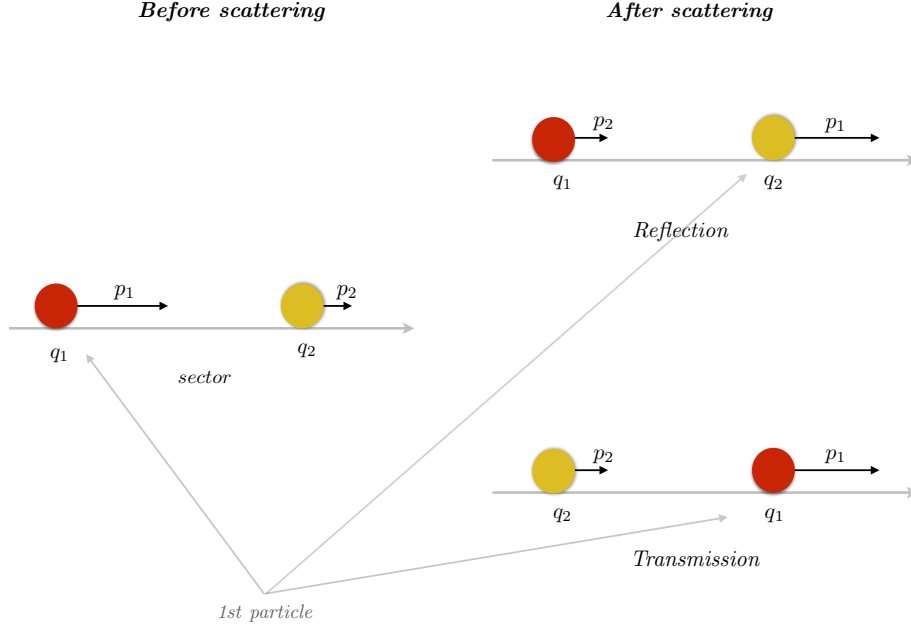 Before scattering
After scattering
p₂
p₁
q₁
q₂
Reflection
p₁
p₂
q₁
q₂
sector
p₂
p₁
q₂
q₁
Transmission
1st particle